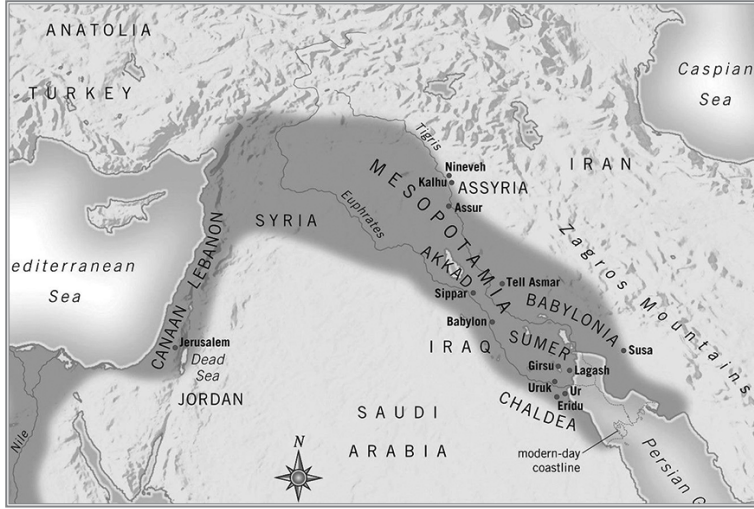 ANATOLIA
TURKEY
Caspian
Sea
Tigris
Nineveh
Kalhu
ASSYRIA
Assur
IRAN
MESOPOTAMIA
Euphrates
SYRIA
LEBANON
Zagros Mountains
editerranean
Sea
AKKAD
Tell Asmar
Sippar
BABYLONIA
Babylon
CANAAN
Jerusalem
Dead
Sea
IRAQ
SUMER
Susa
Girsu
Lagash
Uruk
Ur
Eridu
CHALDEA
JORDAN
SAUDI
ARABIA
Nile
N
modern-day
coastline
Persian G